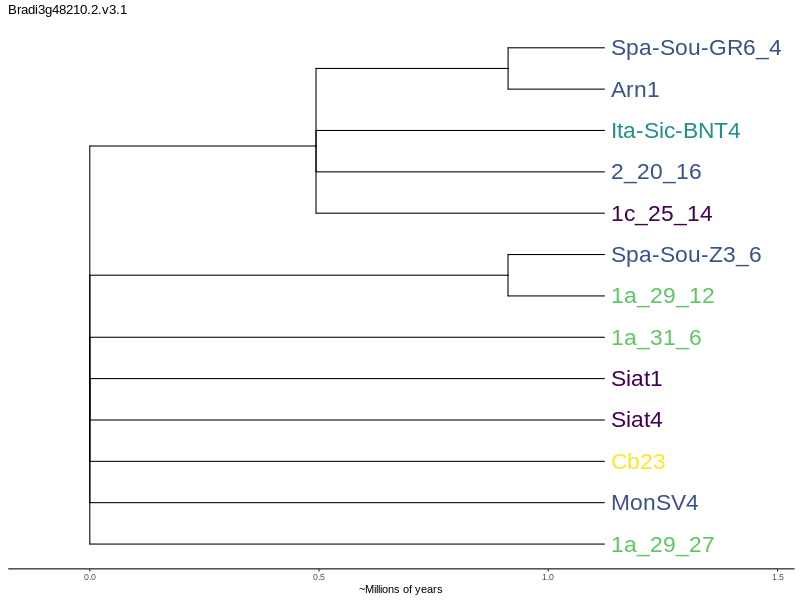 Bradi3g48210.2.v3.1
Spa-Sou-GR6_4
Arn1
Ita-Sic-BNT4
2_20_16
1c_25_14
Spa-Sou-Z3_6
1a_29_12
1a_31_6
Siat1
Siat4
Cb23
MonSV4
1a_29_27
0.0 0.5 1.0 1.5
~Millions of years